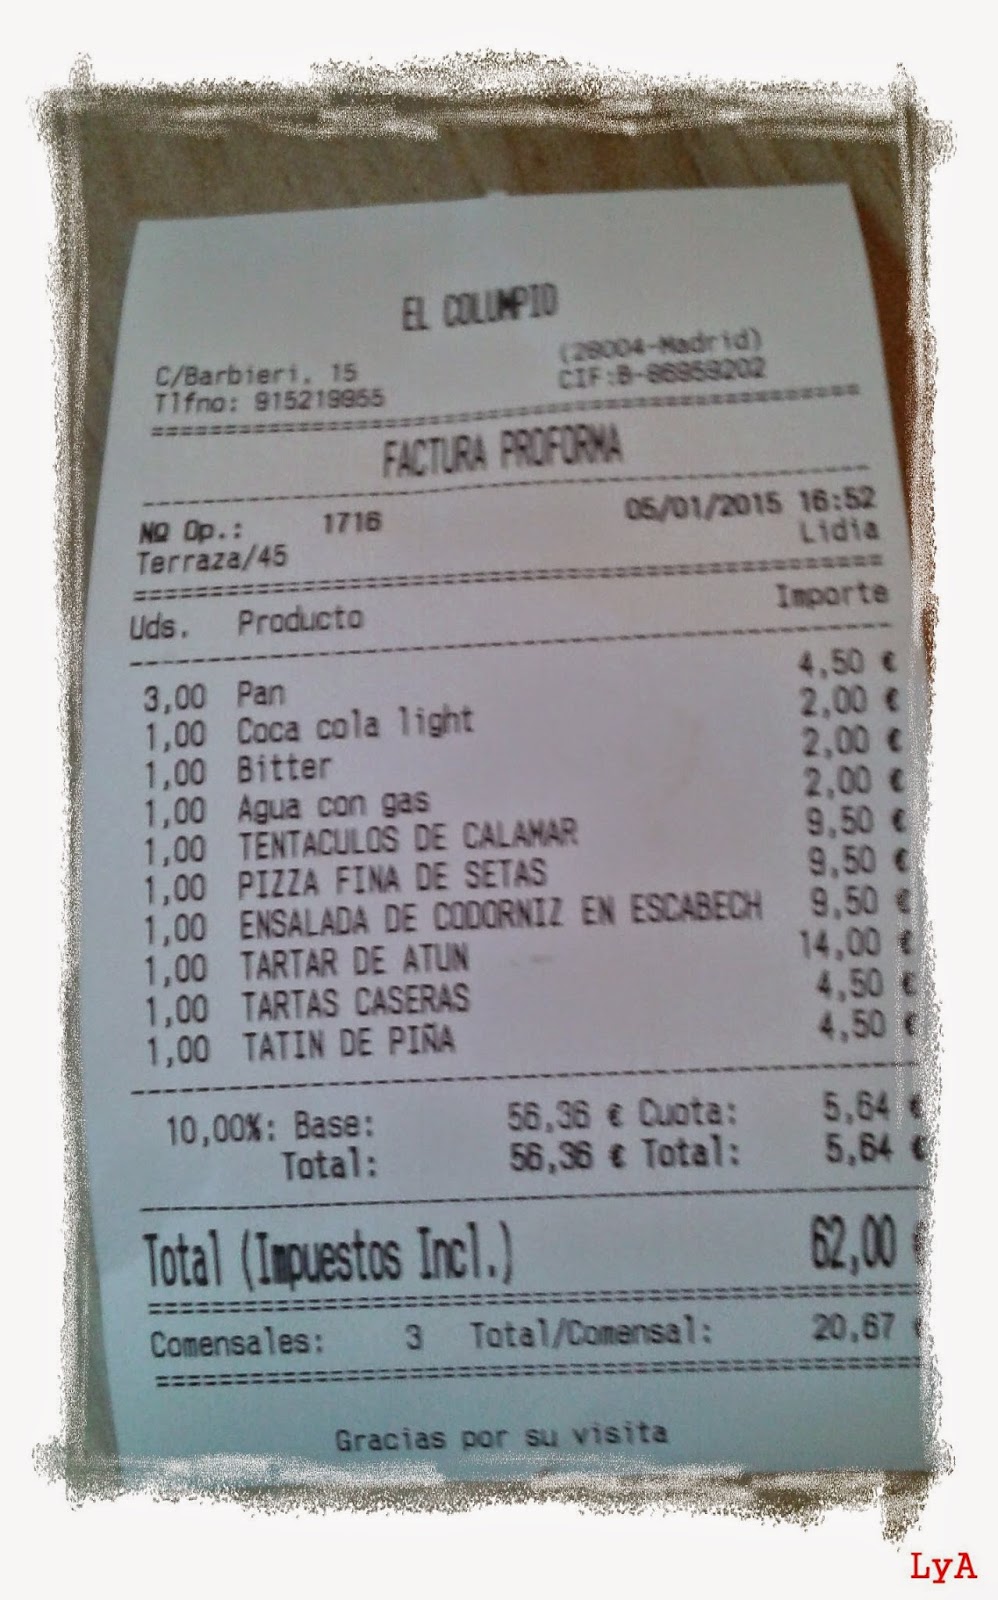 EL COLUMPIO
C/Barbieri, 15 (28004-Madrid)
Tlfno: 915219955 CIF:B-86959202
FACTURA PROFORMA
Nº Op.: 1716 05/01/2015 16:52
Terraza/45 Lidia
Uds. Producto Importe
3,00 Pan 4,50 €
1,00 Coca cola light 2,00 €
1,00 Bitter 2,00 €
1,00 Agua con gas 2,00 €
1,00 TENTACULOS DE CALAMAR 9,50 €
1,00 PIZZA FINA DE SETAS 9,50 €
1,00 ENSALADA DE CODORNIZ EN ESCABECH 9,50 €
1,00 TARTAR DE ATUN 14,00 €
1,00 TARTAS CASERAS 4,50 €
1,00 TATIN DE PIÑA 4,50 €
10,00%: Base: 56,36 € Cuota: 5,64 €
Total: 56,36 € Total: 5,64 €
Total (Impuestos Incl.) 62,00 €
Comensales: 3 Total/Comensal: 20,67 €
Gracias por su visita
LyA